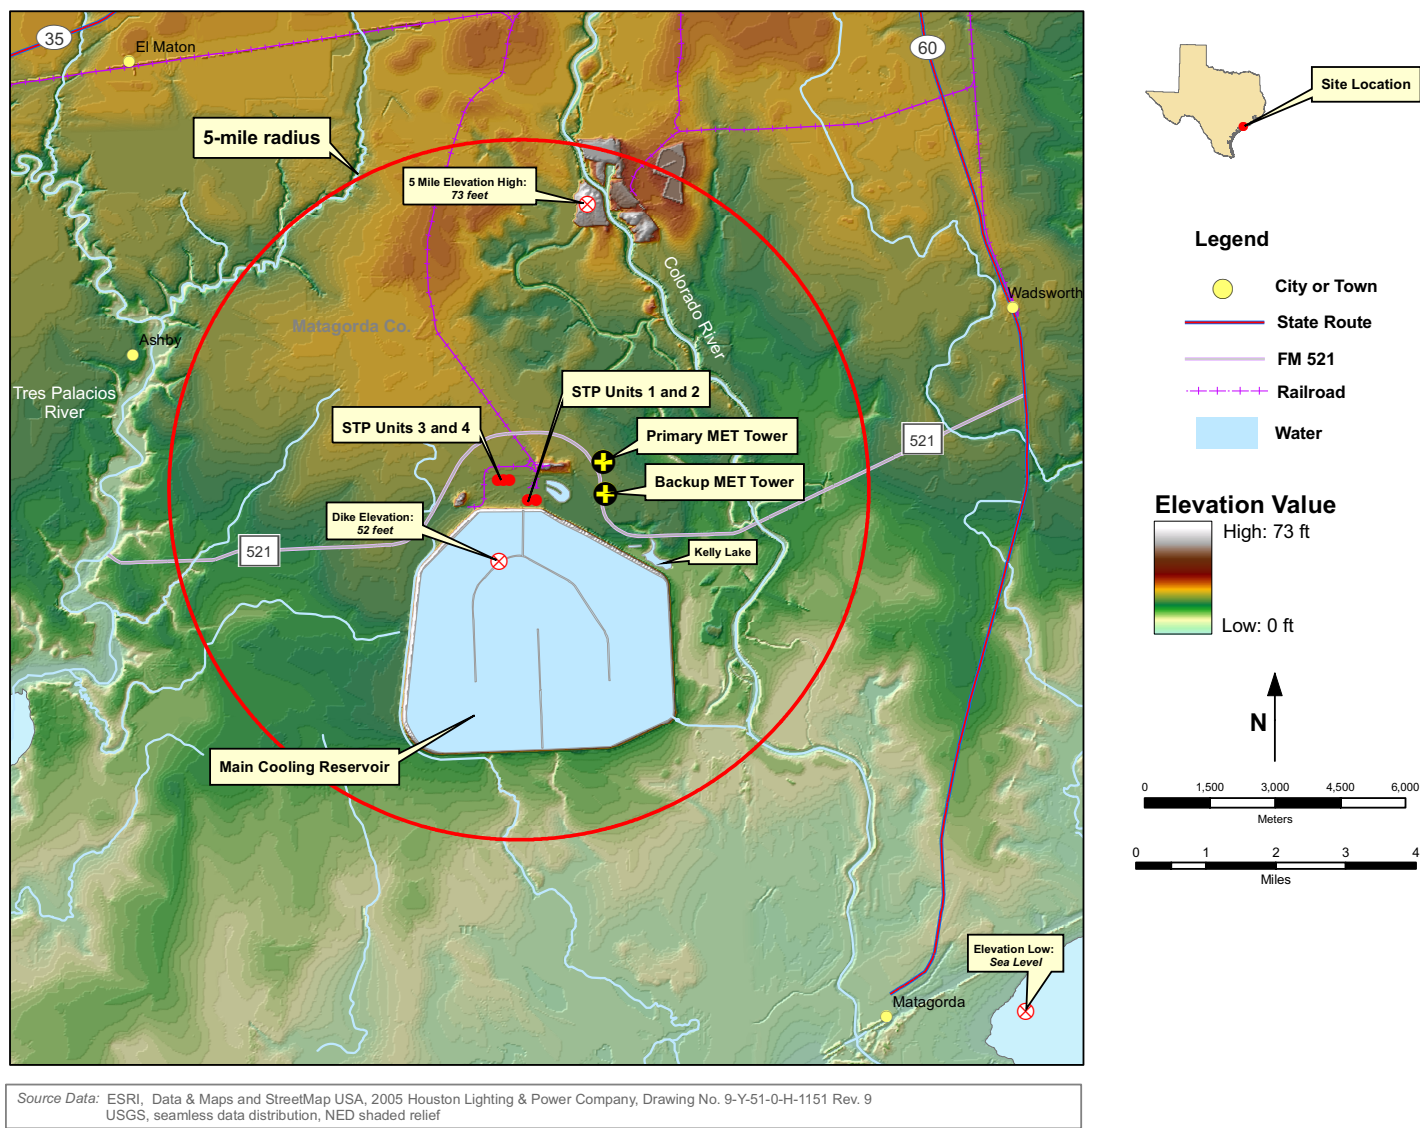 35
El Maton
60
Site Location
5-mile radius
5 Mile Elevation High:
73 feet
Legend
City or Town
State Route
FM 521
Railroad
Water
Colorado River
Wadsworth
Matagorda Co.
Ashby
Tres Palacios
River
STP Units 1 and 2
STP Units 3 and 4
Primary MET Tower
521
Backup MET Tower
Dike Elevation:
52 feet
521
Kelly Lake
Elevation Value
High: 73 ft
Low: 0 ft
N
Main Cooling Reservoir
0 1,500 3,000 4,500 6,000
Meters
0 1 2 3 4
Miles
Elevation Low:
Sea Level
Matagorda
Source Data: ESRI, Data & Maps and StreetMap USA, 2005 Houston Lighting & Power Company, Drawing No. 9-Y-51-0-H-1151 Rev. 9
USGS, seamless data distribution, NED shaded relief